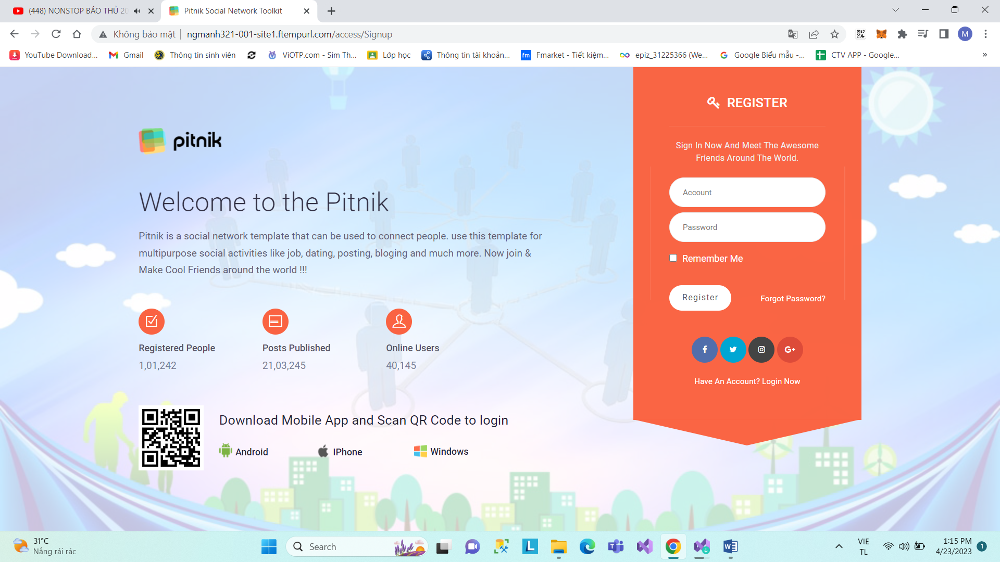 (448) NONSTOP BÁO THỦ 20
Pitnik Social Network Toolkit
Không bảo mật | ngmanh321-001-site1.ftempurl.com/access/Signup
M
YouTube Download...
Gmail
Thông tin sinh viên
ViOTP.com - Sim Th...
Lớp học
Thông tin tài khoản...
fm
Fmarket - Tiết kiệm...
epiz_31225366 (We...
Google Biểu mẫu -...
CTV APP - Google...
»
pitnik
Welcome to the Pitnik
Pitnik is a social network template that can be used to connect people. use this template for
multipurpose social activities like job, dating, posting, bloging and much more. Now join &
Make Cool Friends around the world !!!
Registered People
1,01,242
Posts Published
21,03,245
Online Users
40,145
Download Mobile App and Scan QR Code to login
Android
IPhone
Windows
REGISTER
Sign In Now And Meet The Awesome
Friends Around The World.
Account
Password
Remember Me
Register
Forgot Password?
Have An Account? Login Now
31°C
Nắng rải rác
Search
VIE
TL
1:15 PM
4/23/2023
1